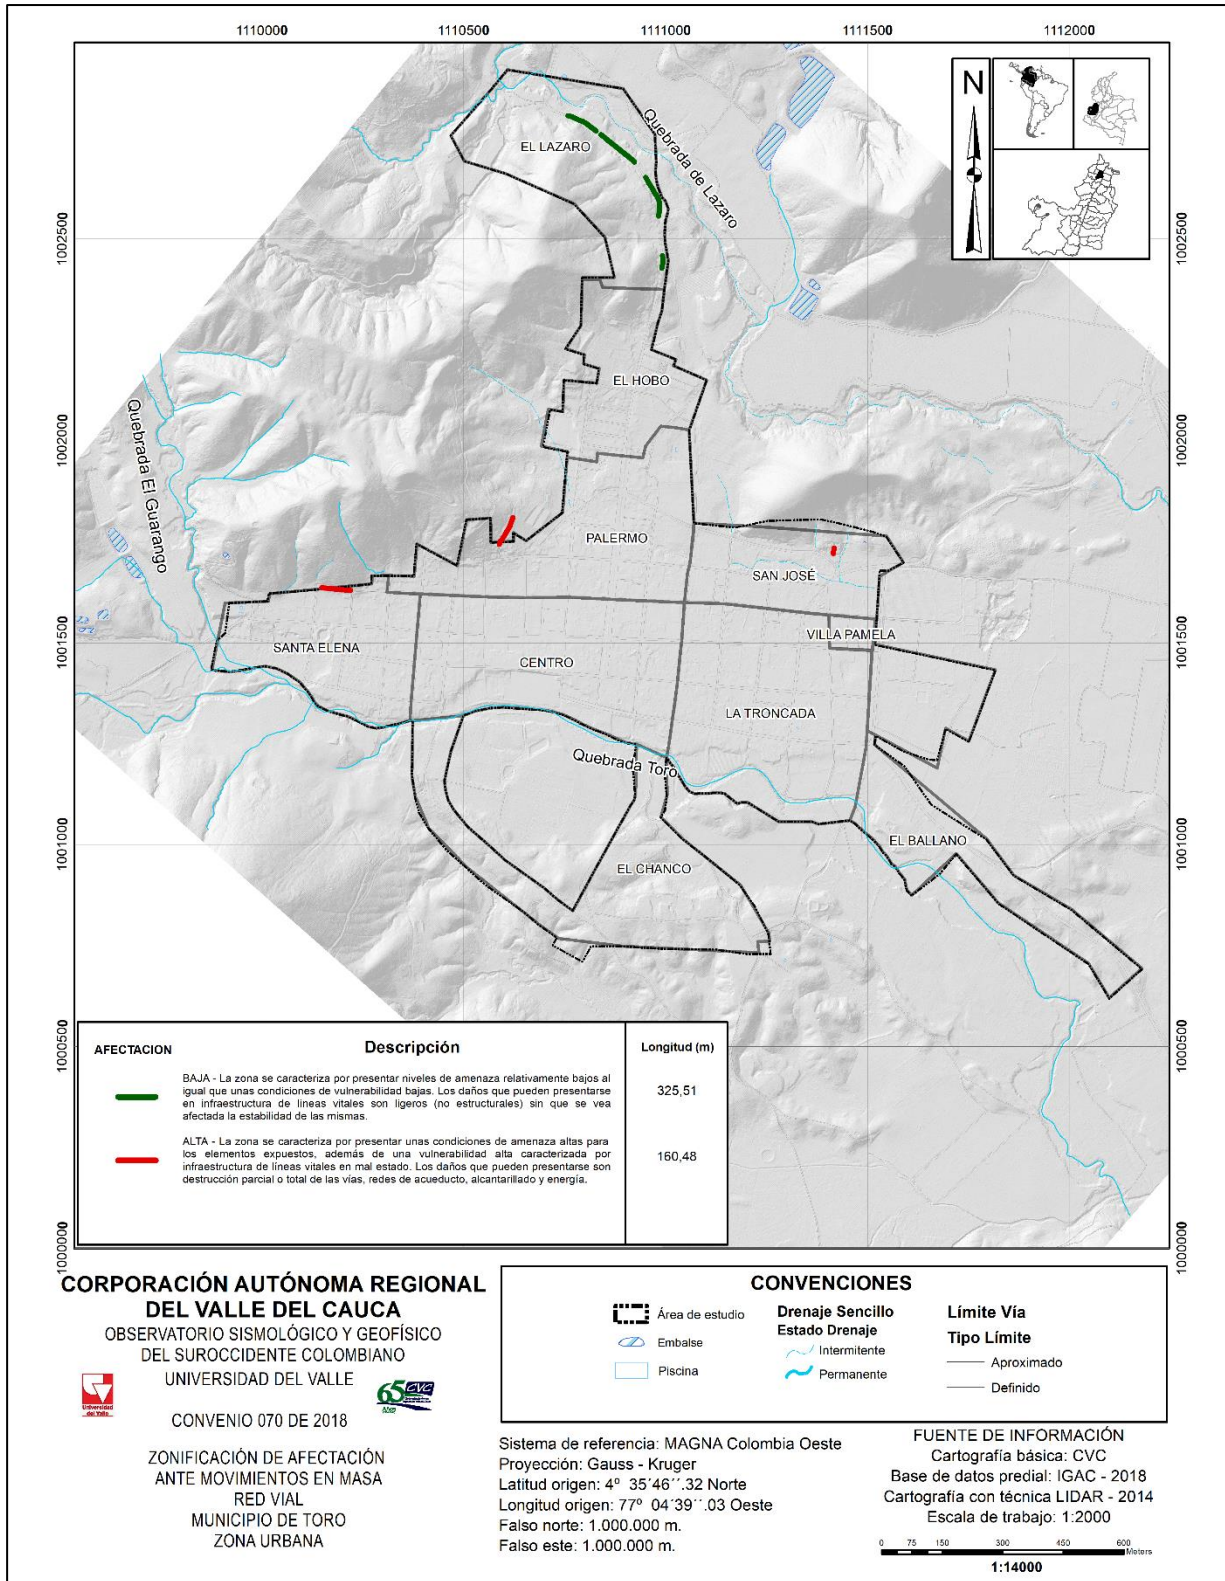 1110000
1110500
1111000
1111500
1112000
1002500
1002000
1001500
1001000
1000500
1000000
1002500
1002000
1001500
1001000
1000500
1000000
N
EL LAZARO
Quebrada de Lazaro
EL HOBO
Quebrada El Guarango
PALERMO
SAN JOSÉ
VILLA PAMELA
SANTA ELENA
CENTRO
LA TRONCADA
Quebrada Toro
EL BALLANO
EL CHANCO
AFECTACION
Descripción
Longitud (m)
BAJA - La zona se caracteriza por presentar niveles de amenaza relativamente bajos al
igual que unas condiciones de vulnerabilidad bajas. Los daños que pueden presentarse
en infraestructura de líneas vitales son ligeros (no estructurales) sin que se vea
afectada la estabilidad de las mismas.
325,51
ALTA - La zona se caracteriza por presentar unas condiciones de amenaza altas para
los elementos expuestos, además de una vulnerabilidad alta caracterizada por
infraestructura de líneas vitales en mal estado. Los daños que pueden presentarse son
destrucción parcial o total de las vías, redes de acueducto, alcantarillado y energía.
160,48
CORPORACIÓN AUTÓNOMA REGIONAL
DEL VALLE DEL CAUCA
OBSERVATORIO SISMOLÓGICO Y GEOFÍSICO
DEL SUROCCIDENTE COLOMBIANO
UNIVERSIDAD DEL VALLE
Universidad
del Valle
65
CVC
CONVENIO 070 DE 2018
ZONIFICACIÓN DE AFECTACIÓN
ANTE MOVIMIENTOS EN MASA
RED VIAL
MUNICIPIO DE TORO
ZONA URBANA
CONVENCIONES
Área de estudio
Embalse
Piscina
Drenaje Sencillo
Estado Drenaje
Intermitente
Permanente
Límite Vía
Tipo Límite
Aproximado
Definido
Sistema de referencia: MAGNA Colombia Oeste
Proyección: Gauss - Kruger
Latitud origen: 4º 35´46´´.32 Norte
Longitud origen: 77º 04´39´´.03 Oeste
Falso norte: 1.000.000 m.
Falso este: 1.000.000 m.
FUENTE DE INFORMACIÓN
Cartografía básica: CVC
Base de datos predial: IGAC - 2018
Cartografía con técnica LIDAR - 2014
Escala de trabajo: 1:2000
0 75 150 300 450 600
Meters
1:14000